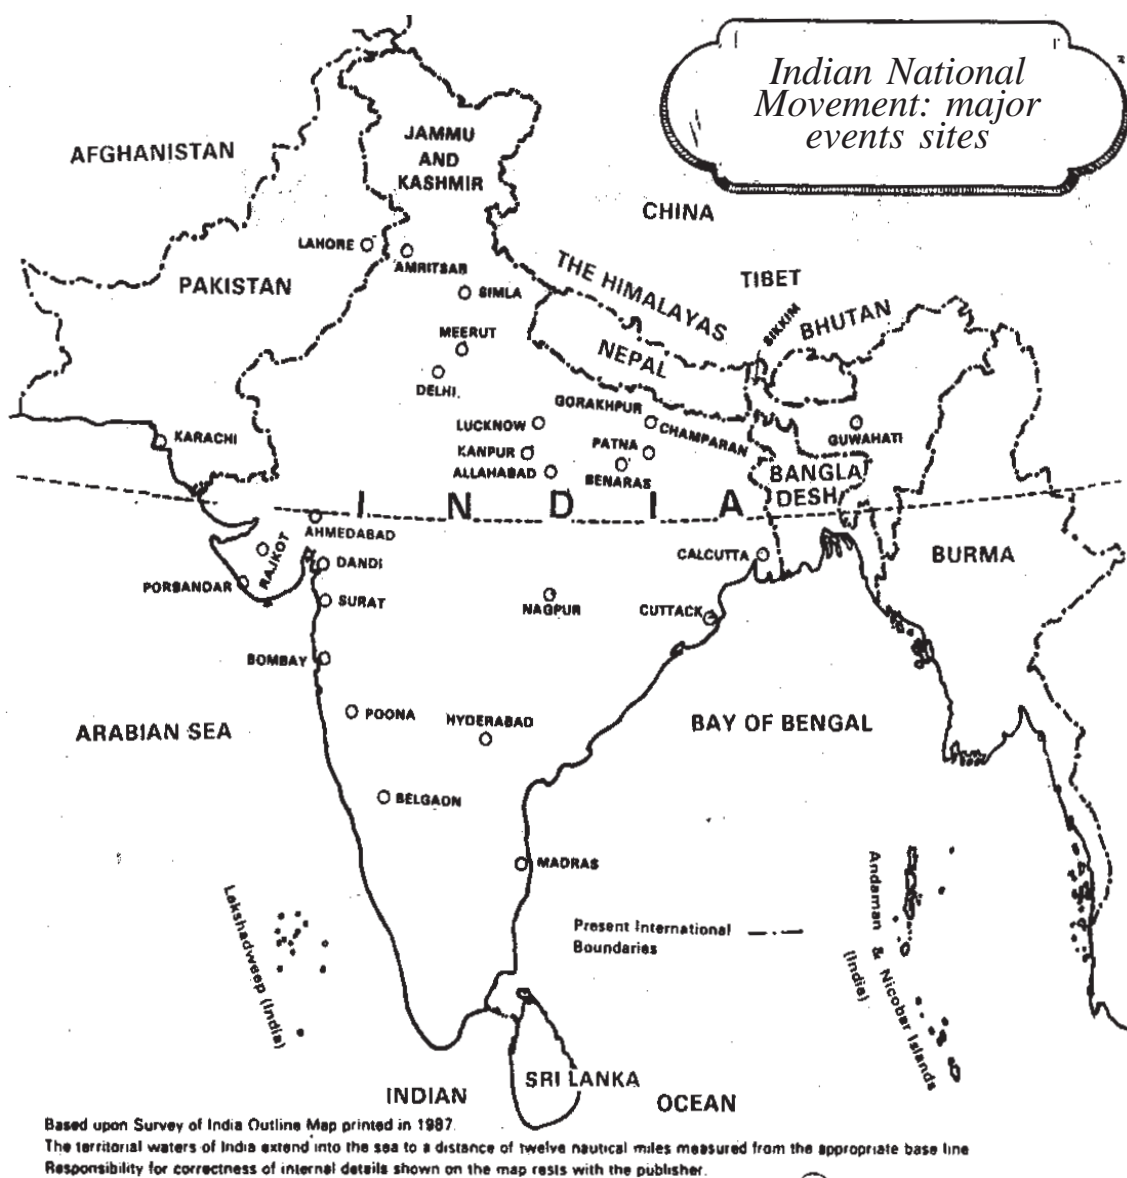 Indian National
Movement: major
events sites
AFGHANISTAN
JAMMU
AND
KASHMIR
CHINA
LAHORE
AMRITSAR
PAKISTAN
SIMLA
THE HIMALAYAS
TIBET
SIKKIM
BHUTAN
MEERUT
NEPAL
DELHI
GORAKHPUR
LUCKNOW
CHAMPARAN
KARACHI
GUWAHATI
KANPUR
PATNA
ALLAHABAD
BENARAS
BANGLA
DESH
I N D I A
AHMEDABAD
RAJKOT
DANDI
CALCUTTA
BURMA
PORBANDAR
SURAT
NAGPUR
CUTTACK
BOMBAY
POONA
HYDERABAD
ARABIAN SEA
BAY OF BENGAL
BELGAON
MADRAS
Lakshadweep (India)
Present International
Boundaries
Andaman & Nicobar Islands
(India)
SRI LANKA
INDIAN
OCEAN
Based upon Survey of India Outline Map printed in 1987.
The territorial waters of India extend into the sea to a distance of twelve nautical miles measured from the appropriate base line
Responsibility for correctness of internal details shown on the map rests with the publisher.